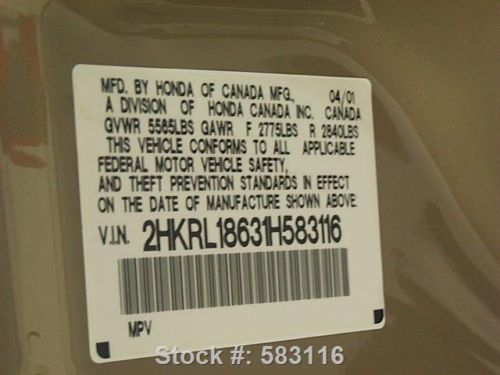 MFD. BY HONDA OF CANADA MFG., 04/01
A DIVISION OF HONDA CANADA INC. CANADA
GVWR 5565LBS GAWR F 2775LBS R 2840LBS
THIS VEHICLE CONFORMS TO ALL APPLICABLE
FEDERAL MOTOR VEHICLE SAFETY,
AND THEFT PREVENTION STANDARDS IN EFFECT
ON THE DATE OF MANUFACTURE SHOWN ABOVE.
V.I.N. 2HKRL18631H583116
MPV
Stock #: 583116